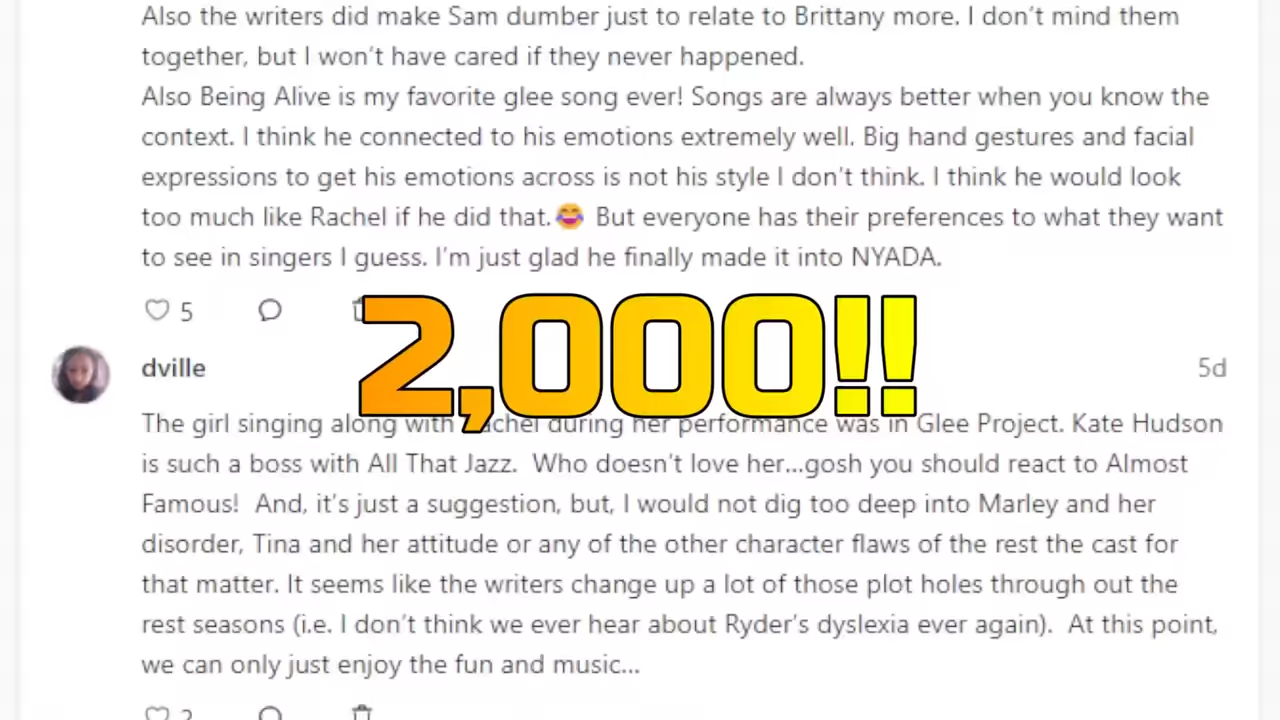 Also the writers did make Sam dumber just to relate to Brittany more. I don't mind them
together, but I won't have cared if they never happened.
Also Being Alive is my favorite glee song ever! Songs are always better when you know the
context. I think he connected to his emotions extremely well. Big hand gestures and facial
expressions to get his emotions across is not his style I don't think. I think he would look
too much like Rachel if he did that.😂 But everyone has their preferences to what they want
to see in singers I guess. I'm just glad he finally made it into NYADA.
5
2,000!!
dville
5d
The girl singing along with Rachel during her performance was in Glee Project. Kate Hudson
is such a boss with All That Jazz.  Who doesn't love her...gosh you should react to Almost
Famous!  And, it's just a suggestion, but, I would not dig too deep into Marley and her
disorder, Tina and her attitude or any of the other character flaws of the rest the cast for
that matter. It seems like the writers change up a lot of those plot holes through out the
rest seasons (i.e. I don't think we ever hear about Ryder's dyslexia ever again).  At this point,
we can only just enjoy the fun and music...